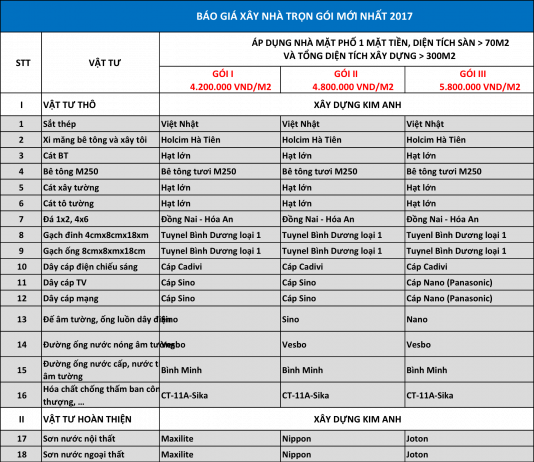 BÁO GIÁ XÂY NHÀ TRỌN GÓI MỚI NHẤT 2017
STT VẬT TƯ ÁP DỤNG NHÀ MẶT PHỐ 1 MẶT TIỀN, DIỆN TÍCH SÀN > 70M2
VÀ TỔNG DIỆN TÍCH XÂY DỰNG > 300M2
GÓI I GÓI II GÓI III
4.200.000 VND/M2 4.800.000 VND/M2 5.800.000 VND/M2
I VẬT TƯ THÔ XÂY DỰNG KIM ANH
1 Sắt thép Việt Nhật Việt Nhật Việt Nhật
2 Xi măng bê tông và xây tôi Holcim Hà Tiên Holcim Hà Tiên Holcim Hà Tiên
3 Cát BT Hạt lớn Hạt lớn Hạt lớn
4 Bê tông M250 Bê tông tươi M250 Bê tông tươi M250 Bê tông tươi M250
5 Cát xây tường Hạt lớn Hạt lớn Hạt lớn
6 Cát tô tường Hạt lớn Hạt lớn Hạt lớn
7 Đá 1x2, 4x6 Đồng Nai - Hóa An Đồng Nai - Hóa An Đồng Nai - Hóa An
8 Gạch đinh 4cmx8cmx18xm Tuynel Bình Dương loại 1 Tuynel Bình Dương loại 1 Tuyenl Bình Dương loại 1
9 Gạch ống 8cmx8xmx18cm Tuynel Bình Dương loại 1 Tuynel Bình Dương loại 1 Tuynel Bình Dương loại 1
10 Dây cáp điện chiếu sáng Cáp Cadivi Cáp Cadivi Cáp Cadivi
11 Dây cáp TV Cáp Sino Cáp Sino Cáp Nano (Panasonic)
12 Dây cáp mạng Cáp Sino Cáp Sino Cáp Nano (Panasonic)
13 Đế âm tường, ống luồn dây điện Sino Sino Nano
14 Đường ống nước nóng âm tường Vesbo Vesbo Vesbo
15 Đường ống nước cấp, nước t
âm tường Bình Minh Bình Minh Bình Minh
16 Hóa chất chống thấm ban côn
thượng, ... CT-11A-Sika CT-11A-Sika CT-11A-Sika
II VẬT TƯ HOÀN THIỆN XÂY DỰNG KIM ANH
17 Sơn nước nội thất Maxilite Nippon Joton
18 Sơn nước ngoại thất Maxilite Nippon Joton